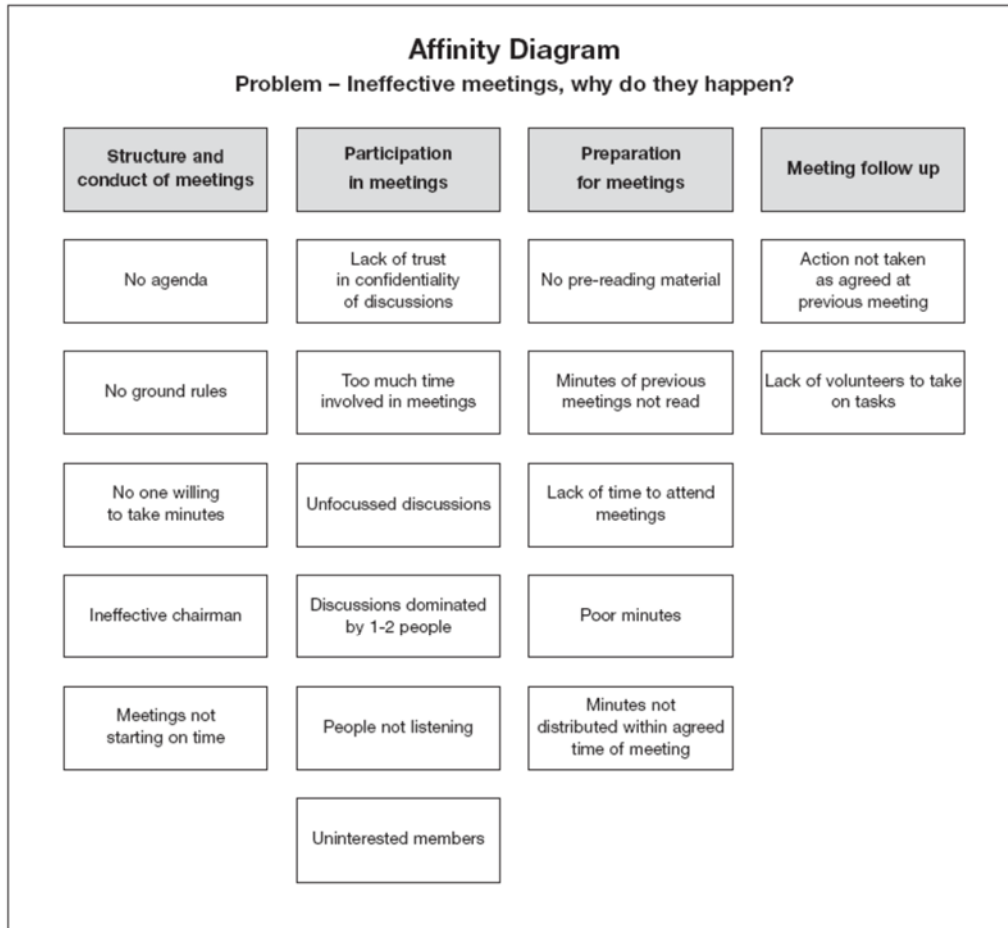 Affinity Diagram
Problem – Ineffective meetings, why do they happen?
Structure and
conduct of meetings
Participation
in meetings
Preparation
for meetings
Meeting follow up
No agenda
Lack of trust
in confidentiality
of discussions
No pre-reading material
Action not taken
as agreed at
previous meeting
No ground rules
Too much time
involved in meetings
Minutes of previous
meetings not read
Lack of volunteers to take
on tasks
No one willing
to take minutes
Unfocussed discussions
Lack of time to attend
meetings
Ineffective chairman
Discussions dominated
by 1-2 people
Poor minutes
Meetings not
starting on time
People not listening
Minutes not
distributed within agreed
time of meeting
Uninterested members